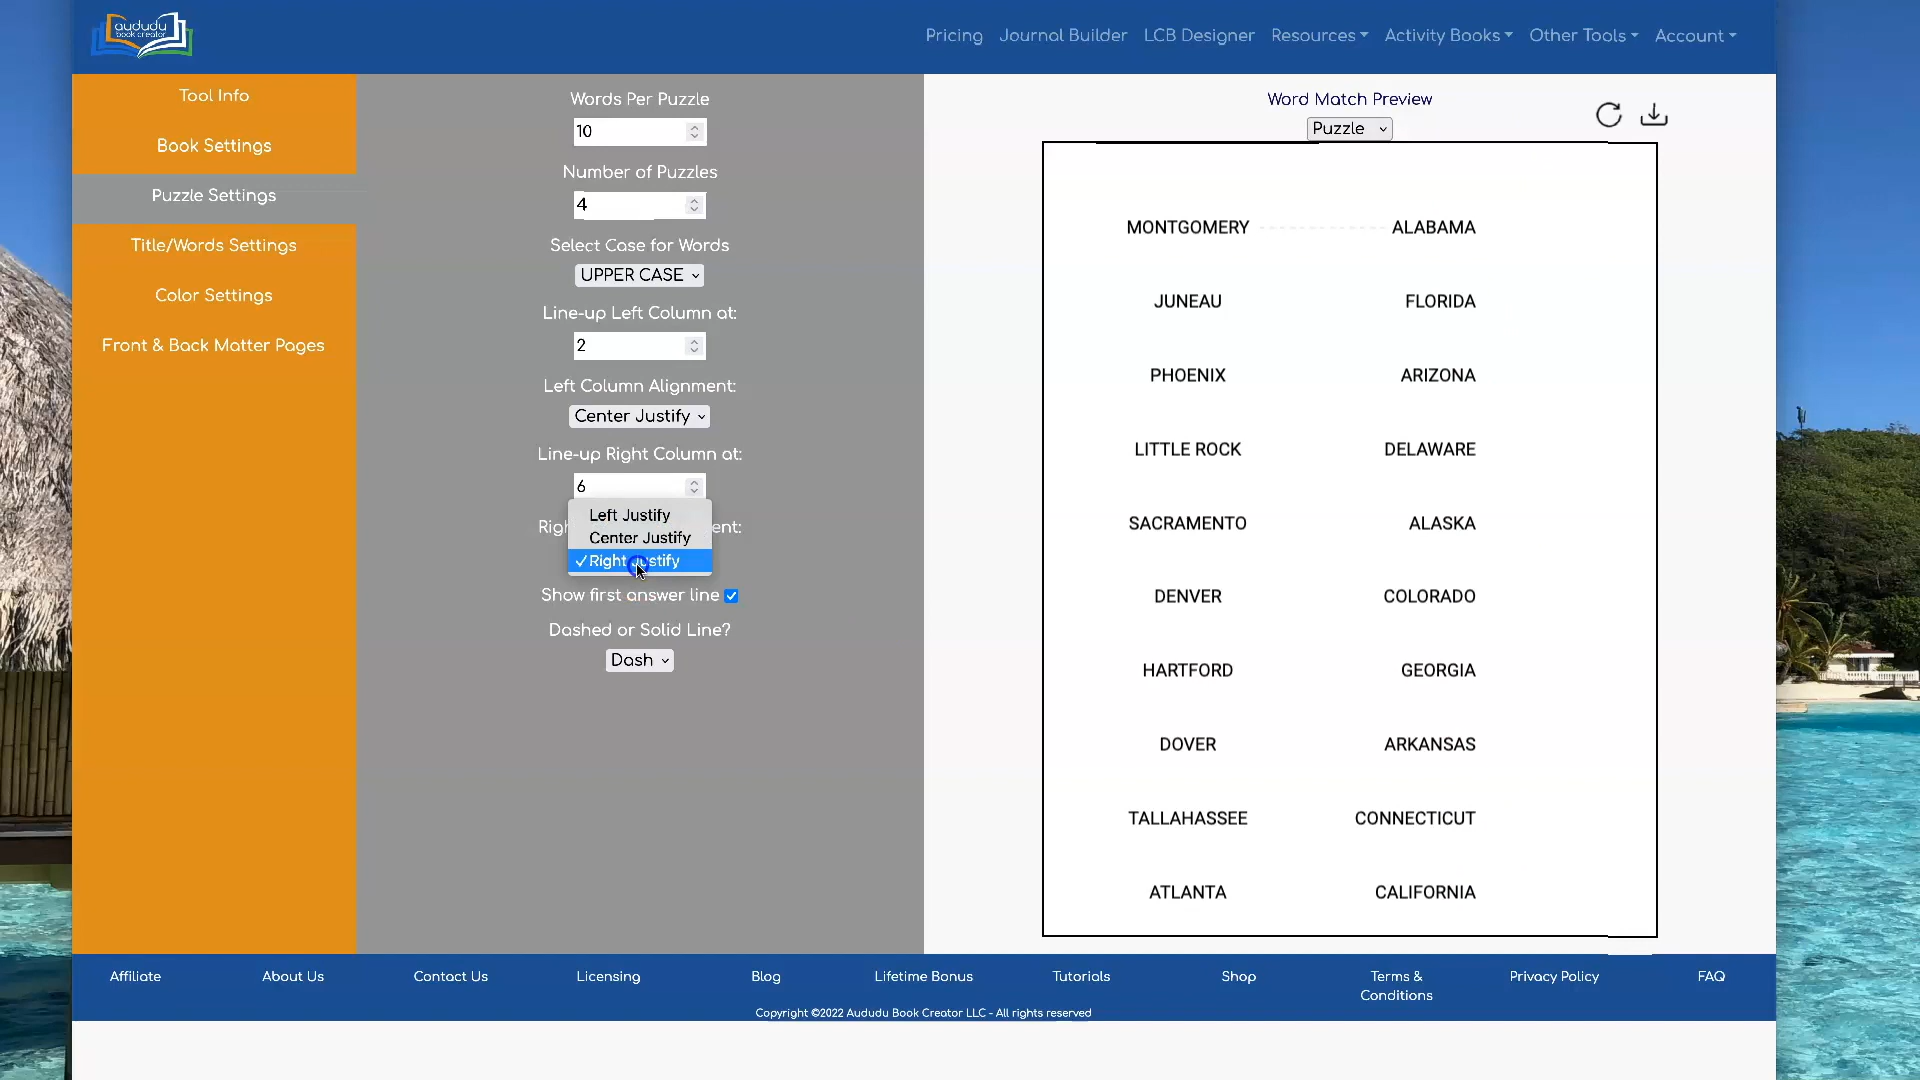 aududu
book creator
Pricing
Journal Builder
LCB Designer
Resources
Activity Books
Other Tools
Account
Tool Info
Book Settings
Puzzle Settings
Title/Words Settings
Color Settings
Front & Back Matter Pages
Words Per Puzzle
10
Number of Puzzles
4
Select Case for Words
UPPER CASE
Line-up Left Column at:
2
Left Column Alignment:
Center Justify
Line-up Right Column at:
6
Left Justify
Center Justify
✓Right Justify
Show first answer line
Dashed or Solid Line?
Dash
Word Match Preview
Puzzle
MONTGOMERY ALABAMA
JUNEAU FLORIDA
PHOENIX ARIZONA
LITTLE ROCK DELAWARE
SACRAMENTO ALASKA
DENVER COLORADO
HARTFORD GEORGIA
DOVER ARKANSAS
TALLAHASSEE CONNECTICUT
ATLANTA CALIFORNIA
Affiliate
About Us
Contact Us
Licensing
Blog
Lifetime Bonus
Tutorials
Shop
Terms &
Conditions
Privacy Policy
FAQ
Copyright ©2022 Aududu Book Creator LLC - All rights reserved